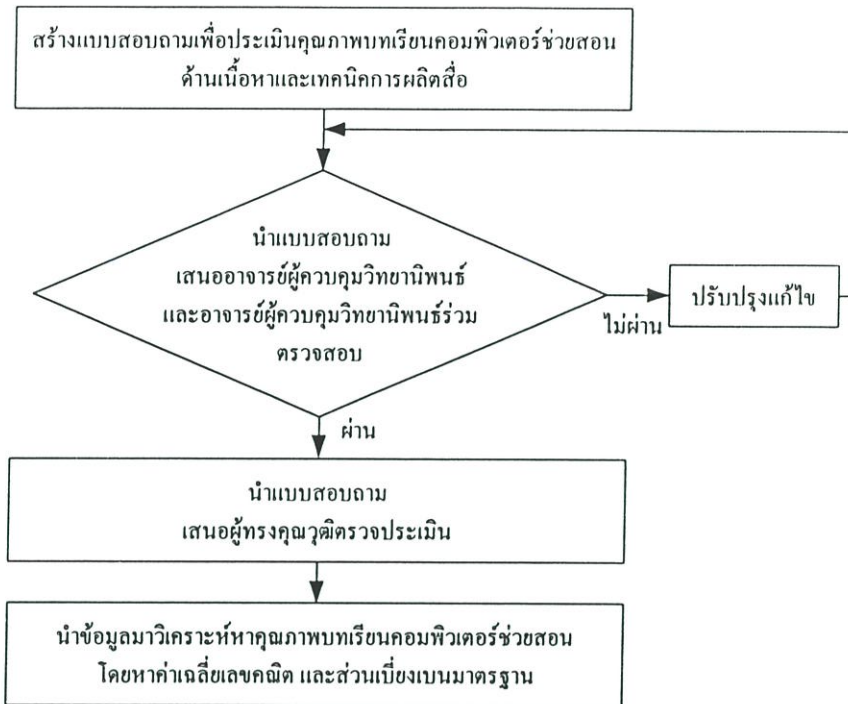 สร้างแบบสอบถามเพื่อประเมินคุณภาพบทเรียนคอมพิวเตอร์ช่วยสอน
ด้านเนื้อหาและเทคนิคการผลิตสื่อ
นำแบบสอบถาม
เสนออาจารย์ผู้ควบคุมวิทยานิพนธ์
และอาจารย์ผู้ควบคุมวิทยานิพนธ์ร่วม
ตรวจสอบ
ปรับปรุงแก้ไข
ไม่ผ่าน
ผ่าน
นำแบบสอบถาม
เสนอผู้ทรงคุณวุฒิตรวจประเมิน
นำข้อมูลมาวิเคราะห์หาคุณภาพบทเรียนคอมพิวเตอร์ช่วยสอน
โดยหาค่าเฉลี่ยเลขคณิต และส่วนเบี่ยงเบนมาตรฐาน